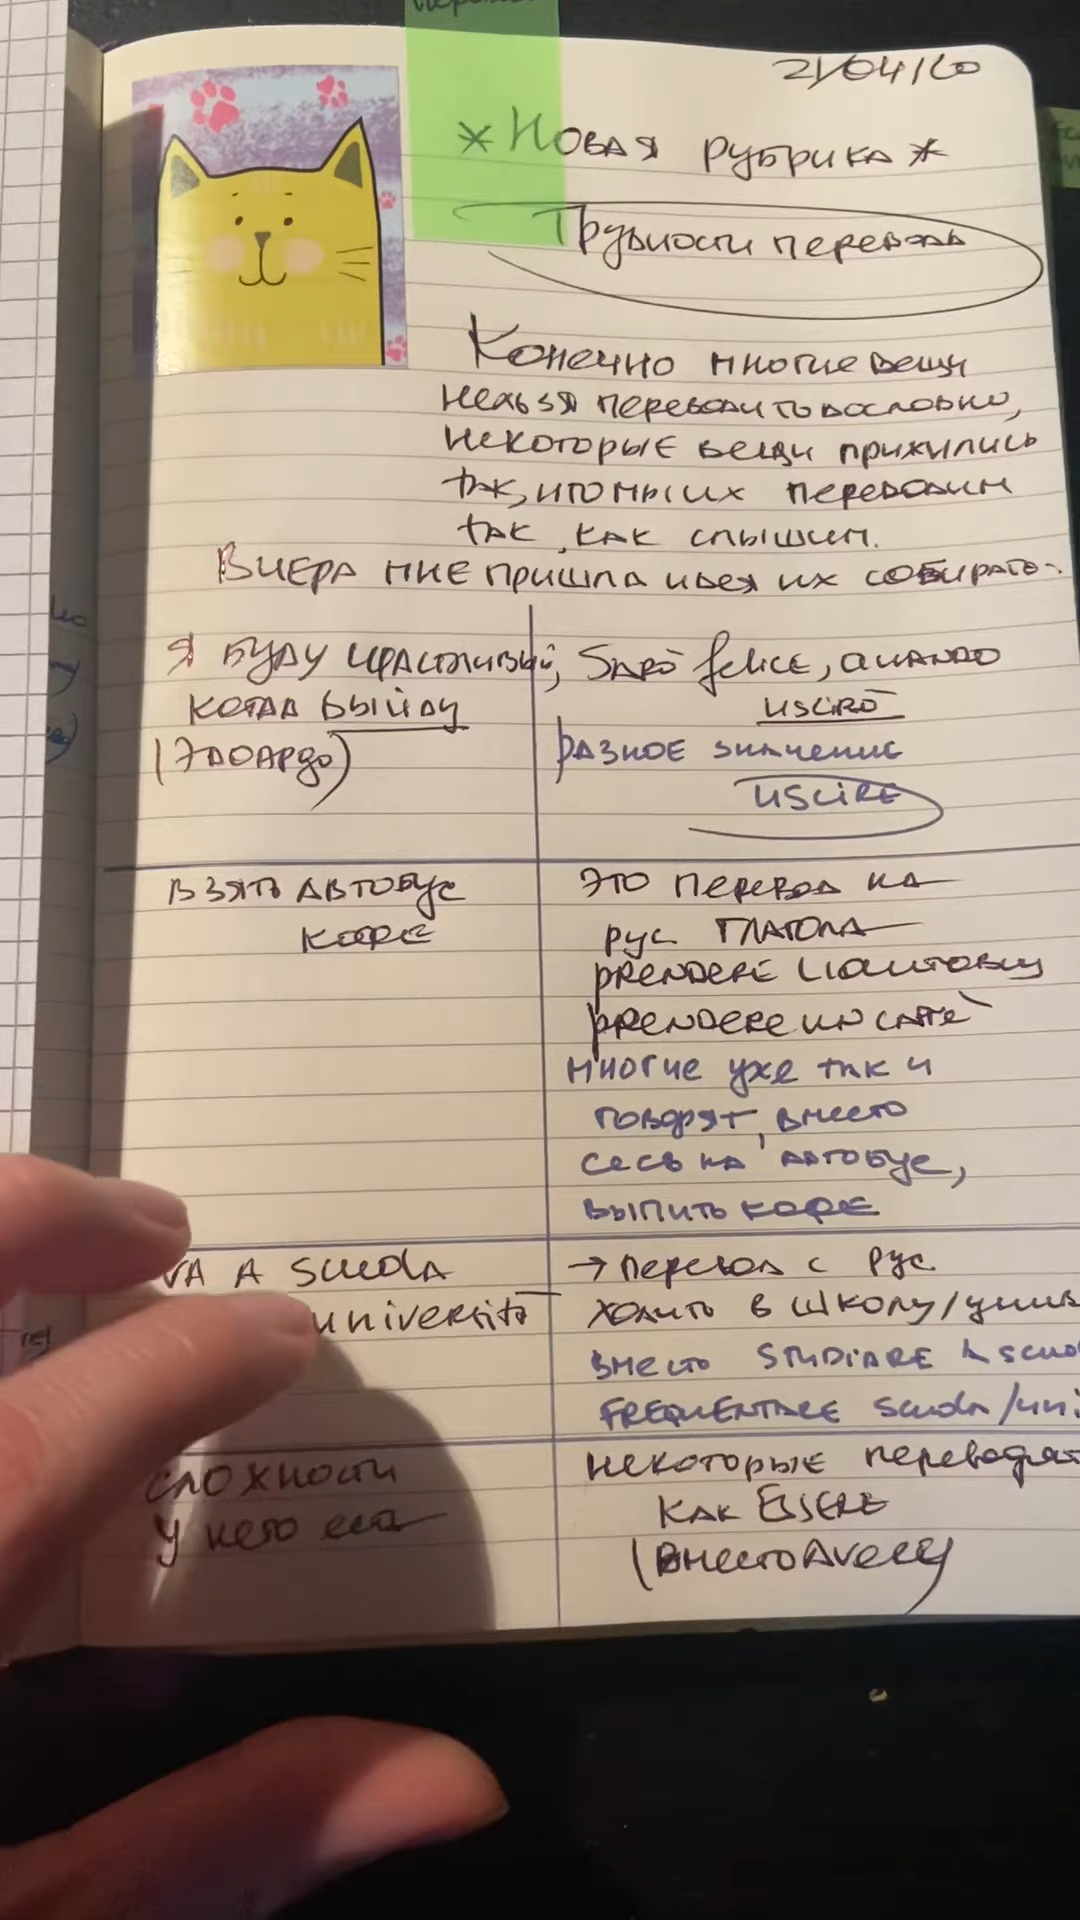 21/04/20
*Новая рубрика*
Трудности перевода
Конечно многие вещи
нельзя переводить дословно,
некоторые вещи прижились
так, что мы их переводим
так, как слышим.
Вчера мне пришла идея их собирать.
Я буду щастливый,
когда выйду
(Эдоардо)
Sarò felice, quando
uscirò
разное значение
uscire
взять автобус
кофе
это перевод на
рус глагола
prendere l'autobus
prendere un caffè
многие уже так и
говорят, вместо
сесь на автобус,
выпить кофе
va a scuola
università
→ перевод с рус
ходить в школу/унив
вместо studiare a scuo
frequentare scuola/uni
сложности
у него есть
некоторые переводят
как Essere
(вместо Avere)